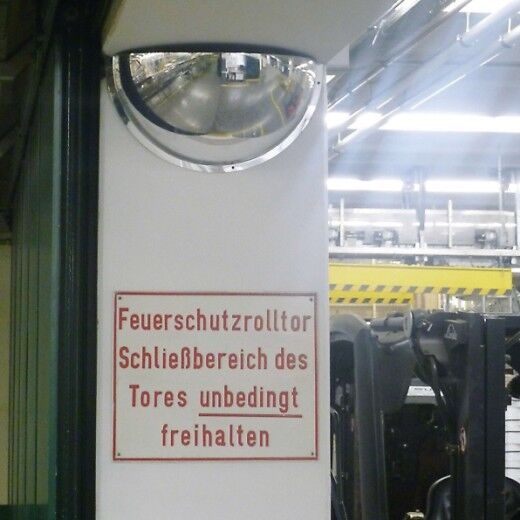 Feuerschutzrolltor
Schließbereich des
Tores unbedingt
freihalten